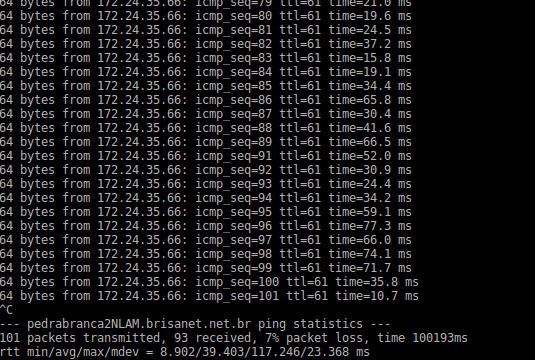 64 bytes from 172.24.35.66: icmp_seq=79 ttl=61 time=21.0 ms
64 bytes from 172.24.35.66: icmp_seq=80 ttl=61 time=19.6 ms
64 bytes from 172.24.35.66: icmp_seq=81 ttl=61 time=24.5 ms
64 bytes from 172.24.35.66: icmp_seq=82 ttl=61 time=37.2 ms
64 bytes from 172.24.35.66: icmp_seq=83 ttl=61 time=15.8 ms
64 bytes from 172.24.35.66: icmp_seq=84 ttl=61 time=19.1 ms
64 bytes from 172.24.35.66: icmp_seq=85 ttl=61 time=34.4 ms
64 bytes from 172.24.35.66: icmp_seq=86 ttl=61 time=65.8 ms
64 bytes from 172.24.35.66: icmp_seq=87 ttl=61 time=30.4 ms
64 bytes from 172.24.35.66: icmp_seq=88 ttl=61 time=41.6 ms
64 bytes from 172.24.35.66: icmp_seq=89 ttl=61 time=66.5 ms
64 bytes from 172.24.35.66: icmp_seq=91 ttl=61 time=52.0 ms
64 bytes from 172.24.35.66: icmp_seq=92 ttl=61 time=30.9 ms
64 bytes from 172.24.35.66: icmp_seq=93 ttl=61 time=24.4 ms
64 bytes from 172.24.35.66: icmp_seq=94 ttl=61 time=34.2 ms
64 bytes from 172.24.35.66: icmp_seq=95 ttl=61 time=59.1 ms
64 bytes from 172.24.35.66: icmp_seq=96 ttl=61 time=77.3 ms
64 bytes from 172.24.35.66: icmp_seq=97 ttl=61 time=66.0 ms
64 bytes from 172.24.35.66: icmp_seq=98 ttl=61 time=74.1 ms
64 bytes from 172.24.35.66: icmp_seq=99 ttl=61 time=71.7 ms
64 bytes from 172.24.35.66: icmp_seq=100 ttl=61 time=35.8 ms
64 bytes from 172.24.35.66: icmp_seq=101 ttl=61 time=10.7 ms
^C
--- pedrabranca2NLAM.brisanet.net.br ping statistics ---
101 packets transmitted, 93 received, 7% packet loss, time 100193ms
rtt min/avg/max/mdev = 8.902/39.403/117.246/23.368 ms